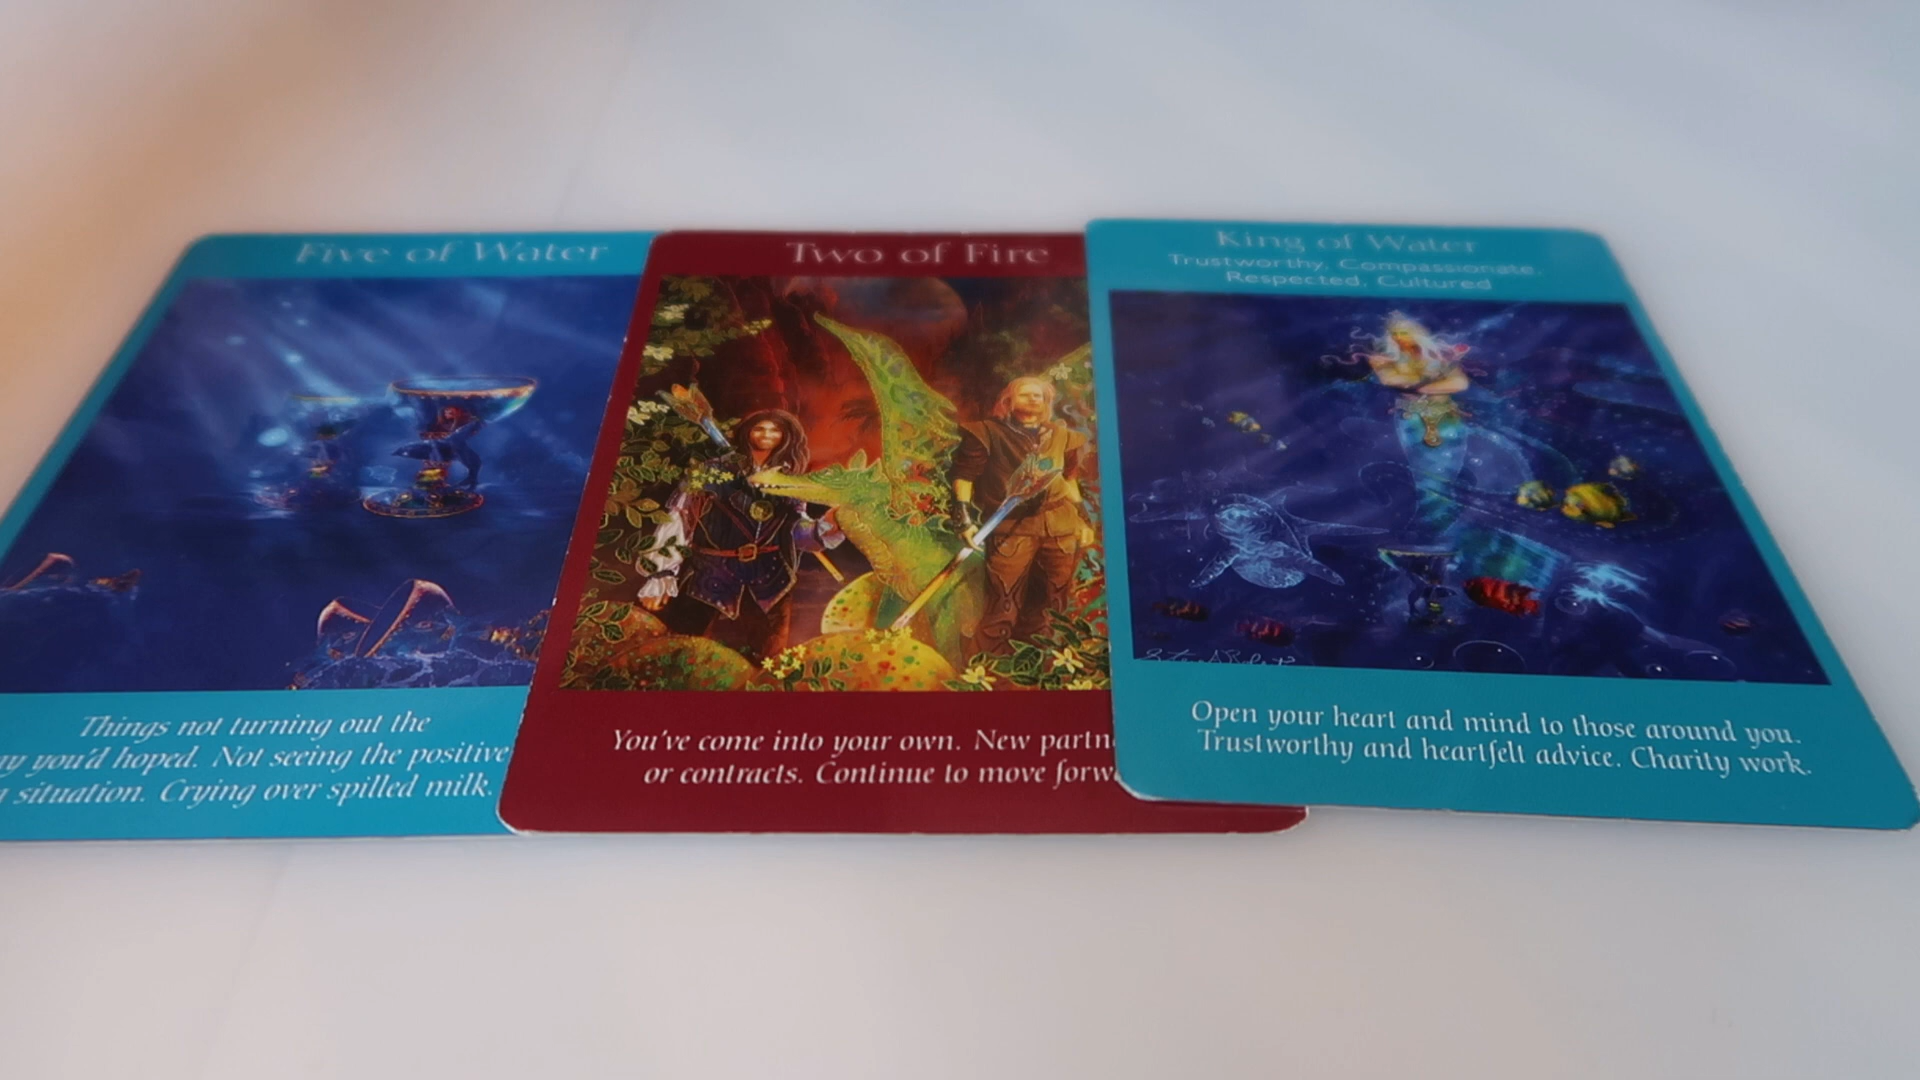 Five of Water
Things not turning out the
you'd hoped. Not seeing the positive
situation. Crying over spilled milk.
Two of Fire
You've come into your own. New partn
or contracts. Continue to move forw
King of Water
Trustworthy, Compassionate,
Respected, Cultured
Open your heart and mind to those around you.
Trustworthy and heartfelt advice. Charity work.